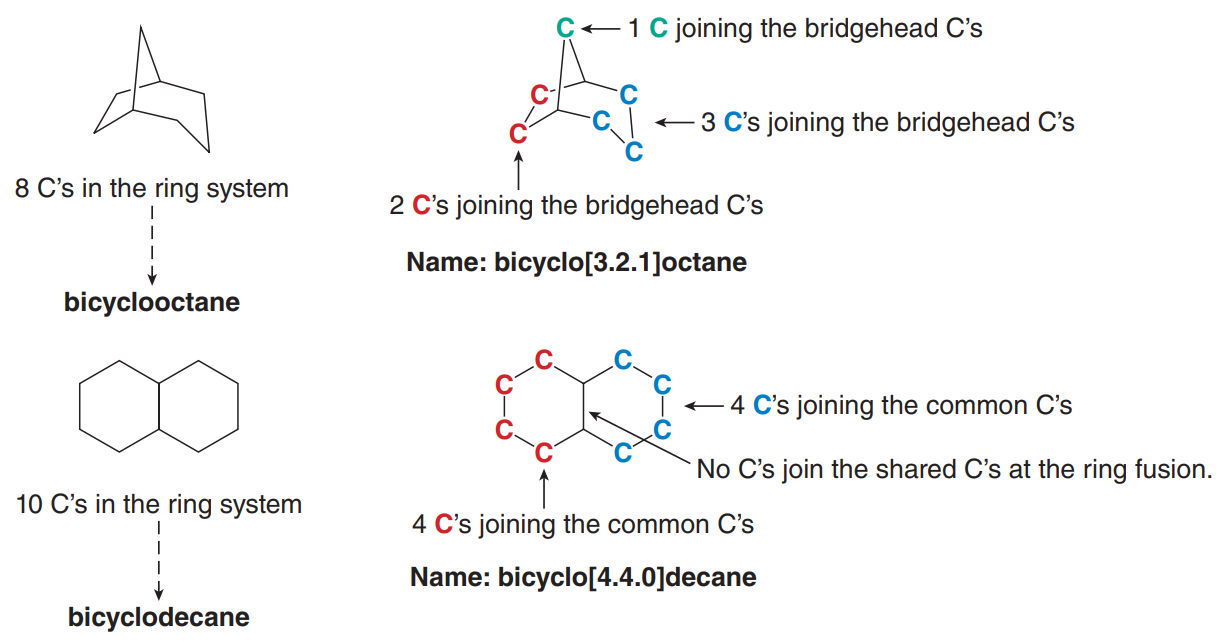 C
1 C joining the bridgehead C's
C
C
C
3 C's joining the bridgehead C's
C
C
8 C's in the ring system
2 C's joining the bridgehead C's
Name: bicyclo[3.2.1]octane
bicyclooctane
C
C
C
C
4 C's joining the common C's
C
C
C
C
No C's join the shared C's at the ring fusion.
10 C's in the ring system
4 C's joining the common C's
Name: bicyclo[4.4.0]decane
bicyclodecane